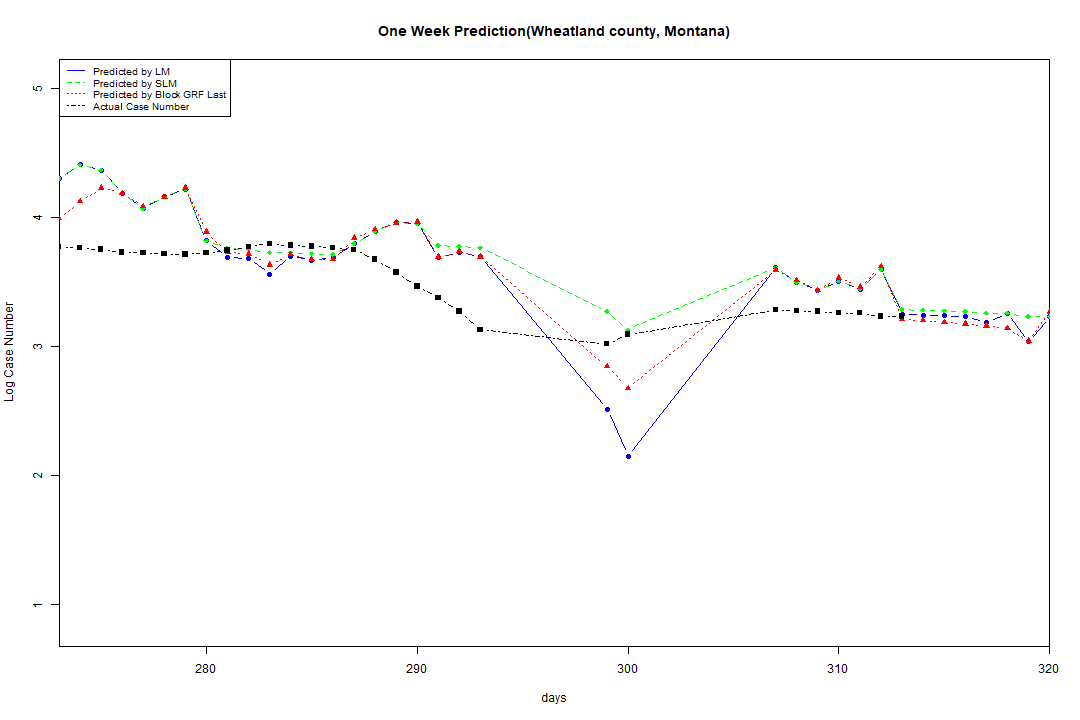 One Week Prediction(Wheatland county, Montana)
Predicted by LM
Predicted by SLM
Predicted by Block GRF Last
Actual Case Number
5
4
3
2
1
Log Case Number
280 290 300 310 320
days